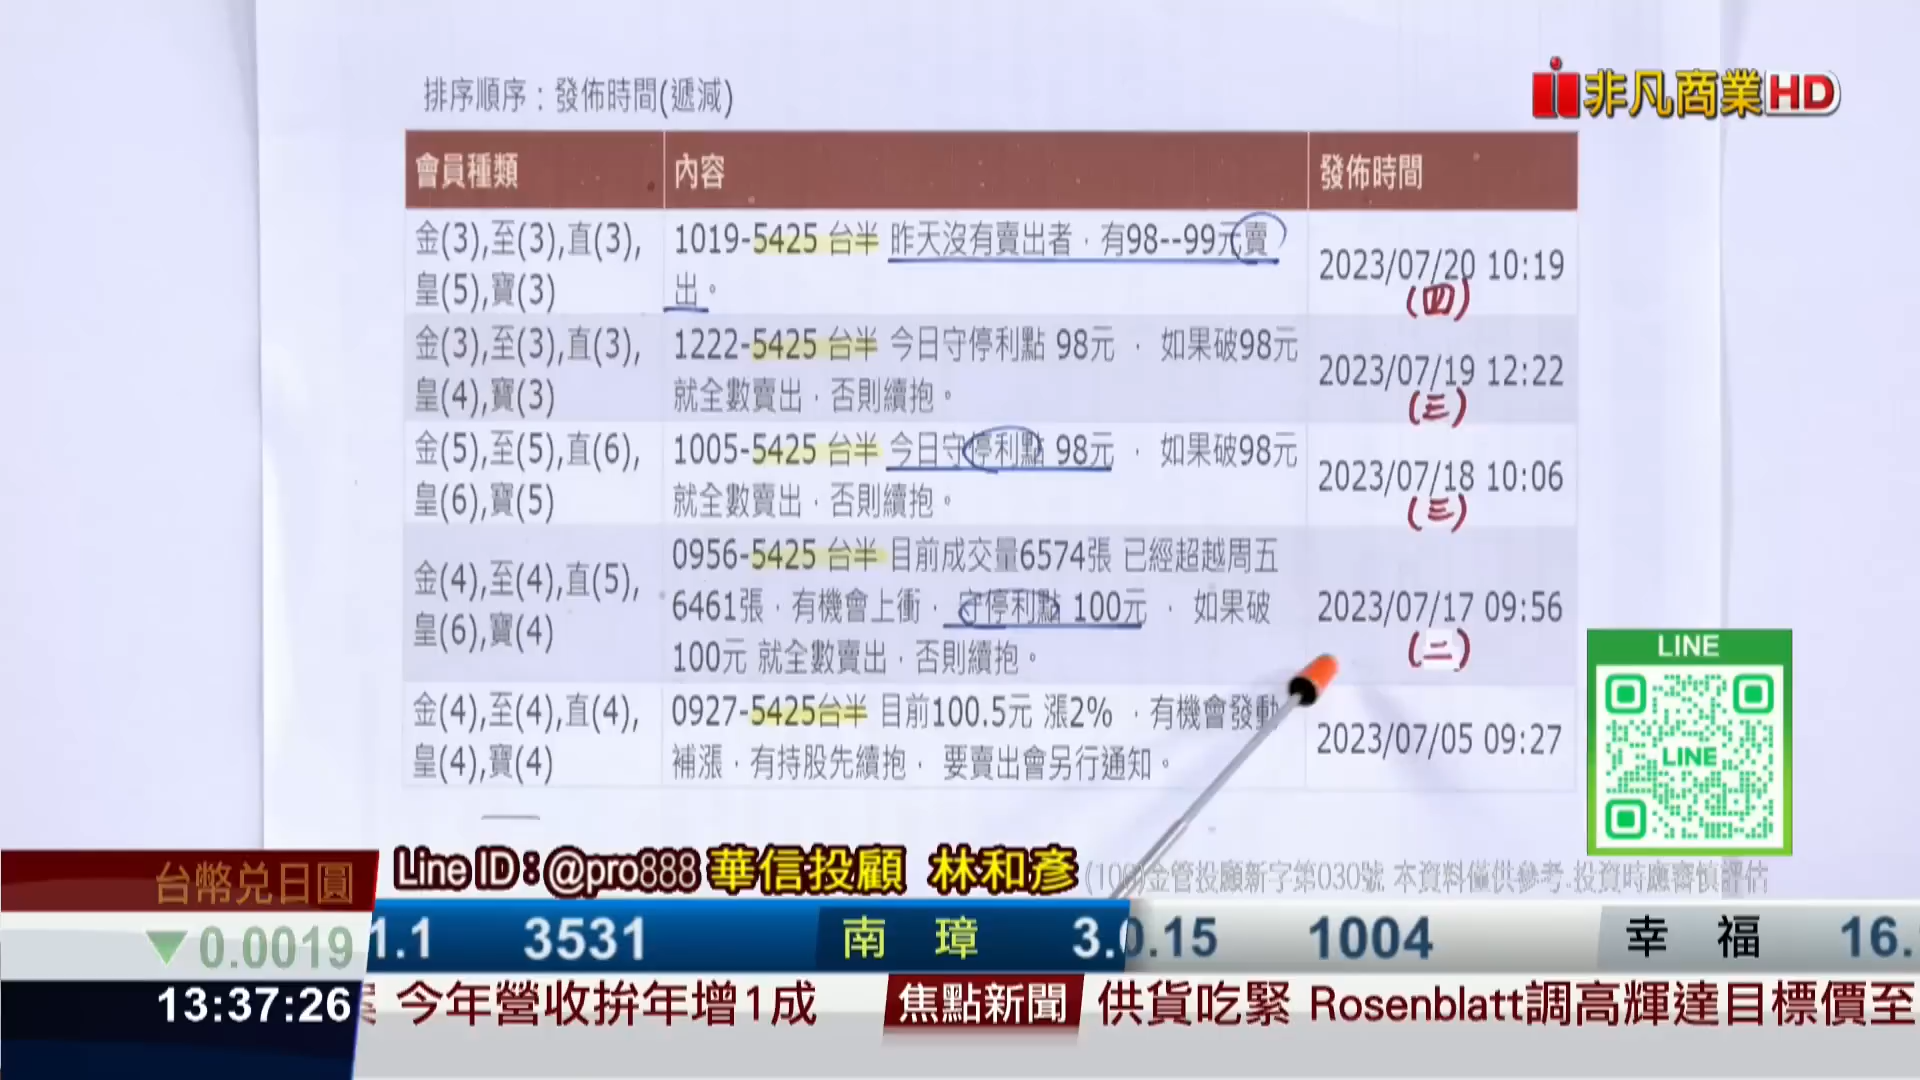 非凡商業HD
排序順序：發佈時間(遞減)
會員種類 內容 發佈時間
金(3),至(3),直(3),
皇(5),寶(3)
1019-5425 台半 昨天沒有賣出者，有98--99元賣
出。
2023/07/20 10:19
(四)
金(3),至(3),直(3),
皇(4),寶(3)
1222-5425 台半 今日守停利點 98元 ， 如果破98元
就全數賣出，否則續抱。
2023/07/19 12:22
(三)
金(5),至(5),直(6),
皇(6),寶(5)
1005-5425 台半 今日守停利點 98元 ， 如果破98元
就全數賣出，否則續抱。
2023/07/18 10:06
(三)
金(4),至(4),直(5),
皇(6),寶(4)
0956-5425 台半 目前成交量6574張 已經超越周五
6461張，有機會上衝， 守停利點 100元 ， 如果破
100元 就全數賣出，否則續抱。
2023/07/17 09:56
(二)
金(4),至(4),直(4),
皇(4),寶(4)
0927-5425台半 目前100.5元 漲2% ，有機會發動
補漲，有持股先續抱， 要賣出會另行通知。
2023/07/05 09:27
LINE
LINE
Line ID：@pro888 華信投顧 林和彥
金管投顧新字第030號 本資料僅供參考.投資時應審慎評估
台幣兌日圓
▼0.0019
1.1 3531 南璋 3. 0.15 1004 幸福 16.
13:37:26
今年營收拚年增1成 焦點新聞 供貨吃緊 Rosenblatt調高輝達目標價至